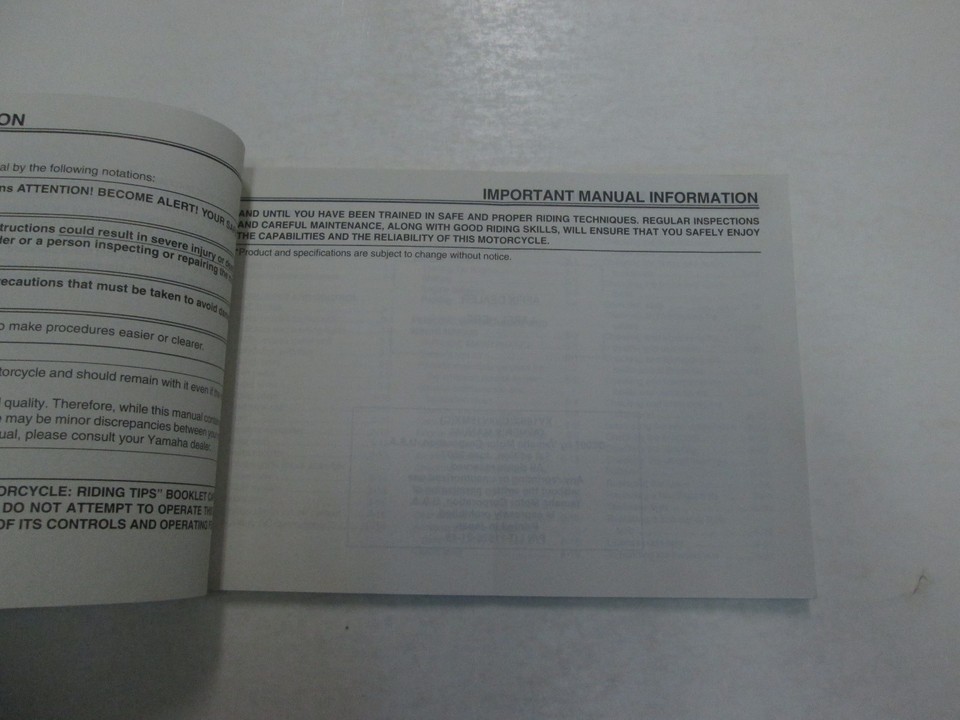 ON
al by the following notations:
ns ATTENTION! BECOME ALERT! YOUR
tructions could result in severe injury or
der or a person inspecting or repairing the
recautions that must be taken to avoid
o make procedures easier or clearer.
torcycle and should remain with it even if
quality. Therefore, while this manual
may be minor discrepancies between
ual, please consult your Yamaha dealer.
ORCYCLE: RIDING TIPS" BOOKLET
DO NOT ATTEMPT TO OPERATE
OF ITS CONTROLS AND OPERATING
IMPORTANT MANUAL INFORMATION
AND UNTIL YOU HAVE BEEN TRAINED IN SAFE AND PROPER RIDING TECHNIQUES. REGULAR INSPECTIONS
AND CAREFUL MAINTENANCE, ALONG WITH GOOD RIDING SKILLS, WILL ENSURE THAT YOU SAFELY ENJOY
THE CAPABILITIES AND THE RELIABILITY OF THIS MOTORCYCLE.
*Product and specifications are subject to change without notice.